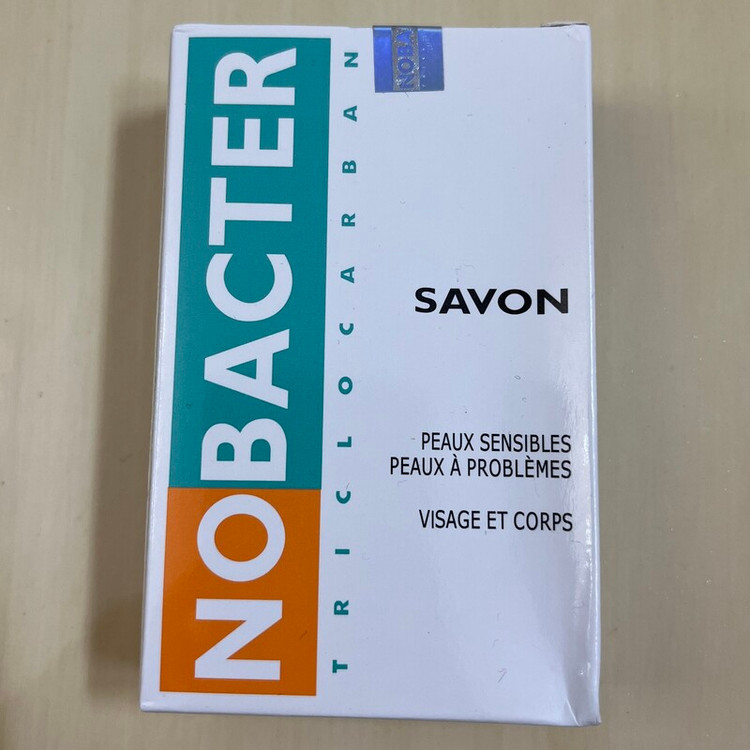 NOBACTER
TRICLOCARBAN
SAVON
PEAUX SENSIBLES
PEAUX À PROBLÈMES
VISAGE ET CORPS